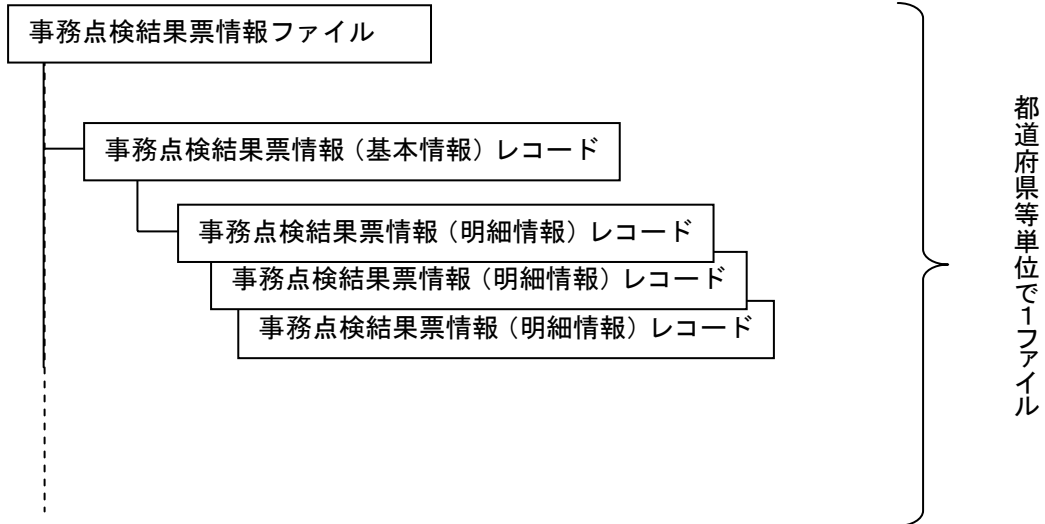 事務点検結果票情報ファイル
事務点検結果票情報（基本情報）レコード
事務点検結果票情報（明細情報）レコード
事務点検結果票情報（明細情報）レコード
事務点検結果票情報（明細情報）レコード
都道府県等単位で1ファイル